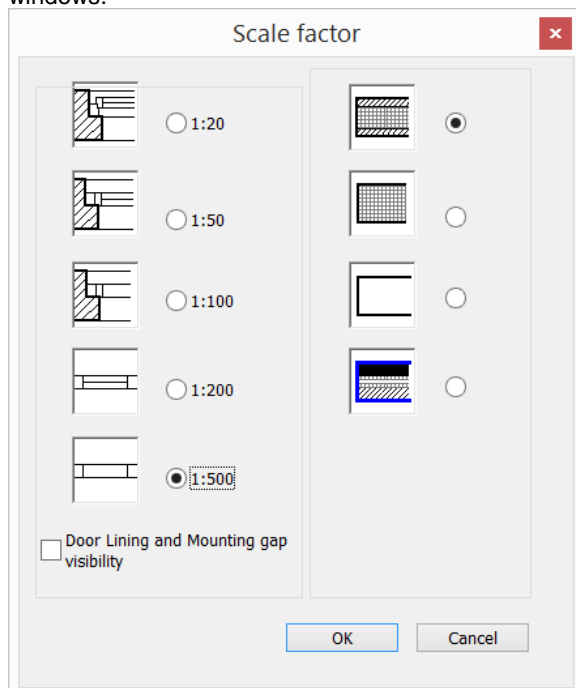 windows.
Scale factor
x
1:20
1:50
1:100
1:200
1:500
Door Lining and Mounting gap
visibility
OK
Cancel